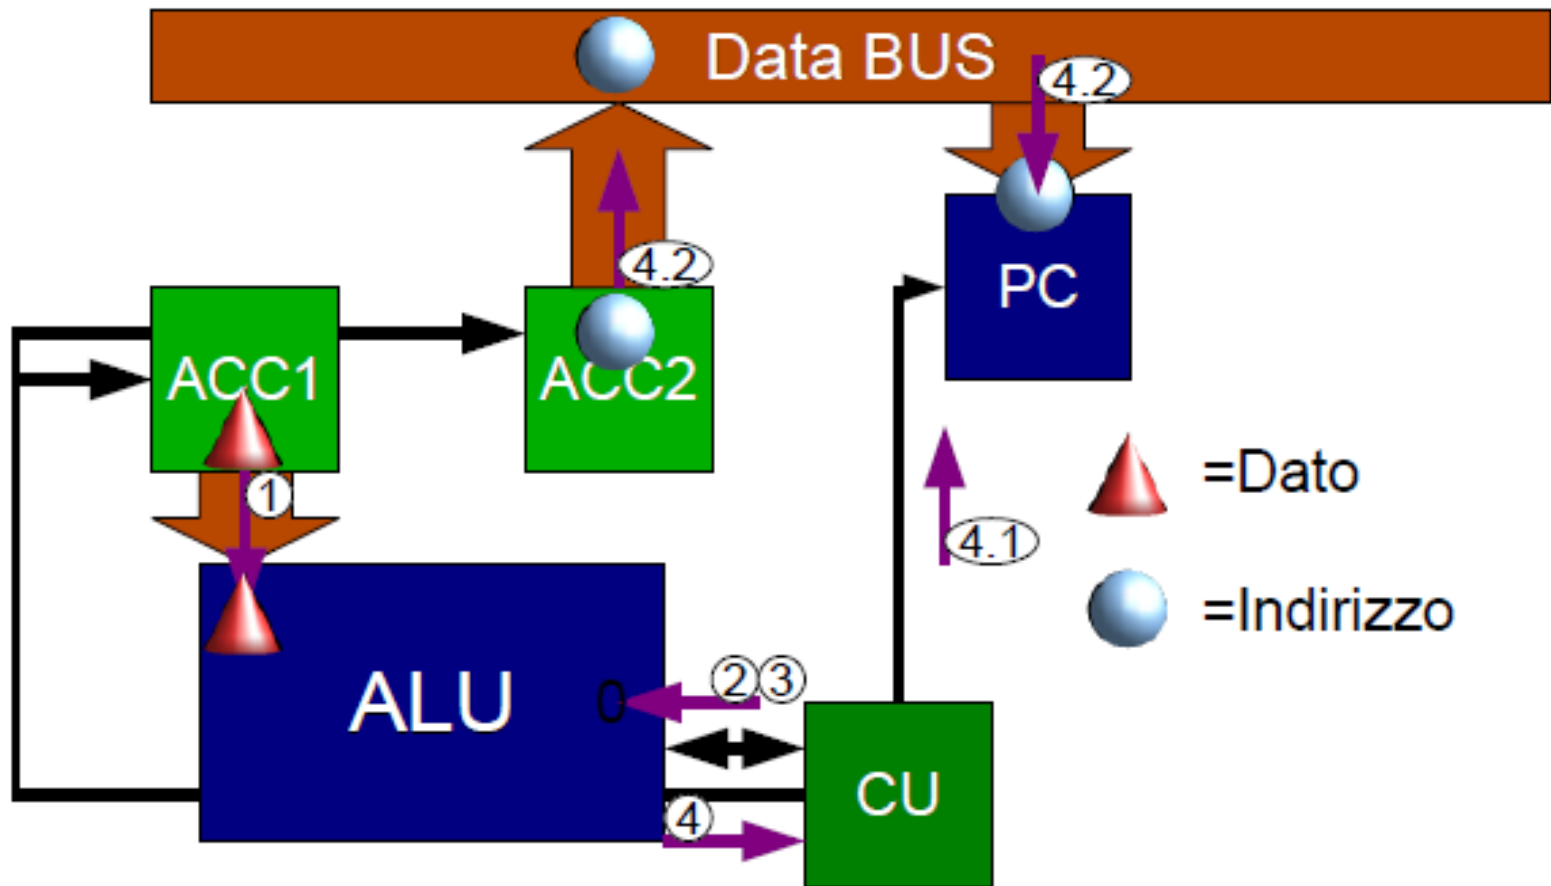 Data BUS
4.2
4.2
PC
ACC1
ACC2
1
=Dato
4.1
=Indirizzo
2 3
0
ALU
CU
4